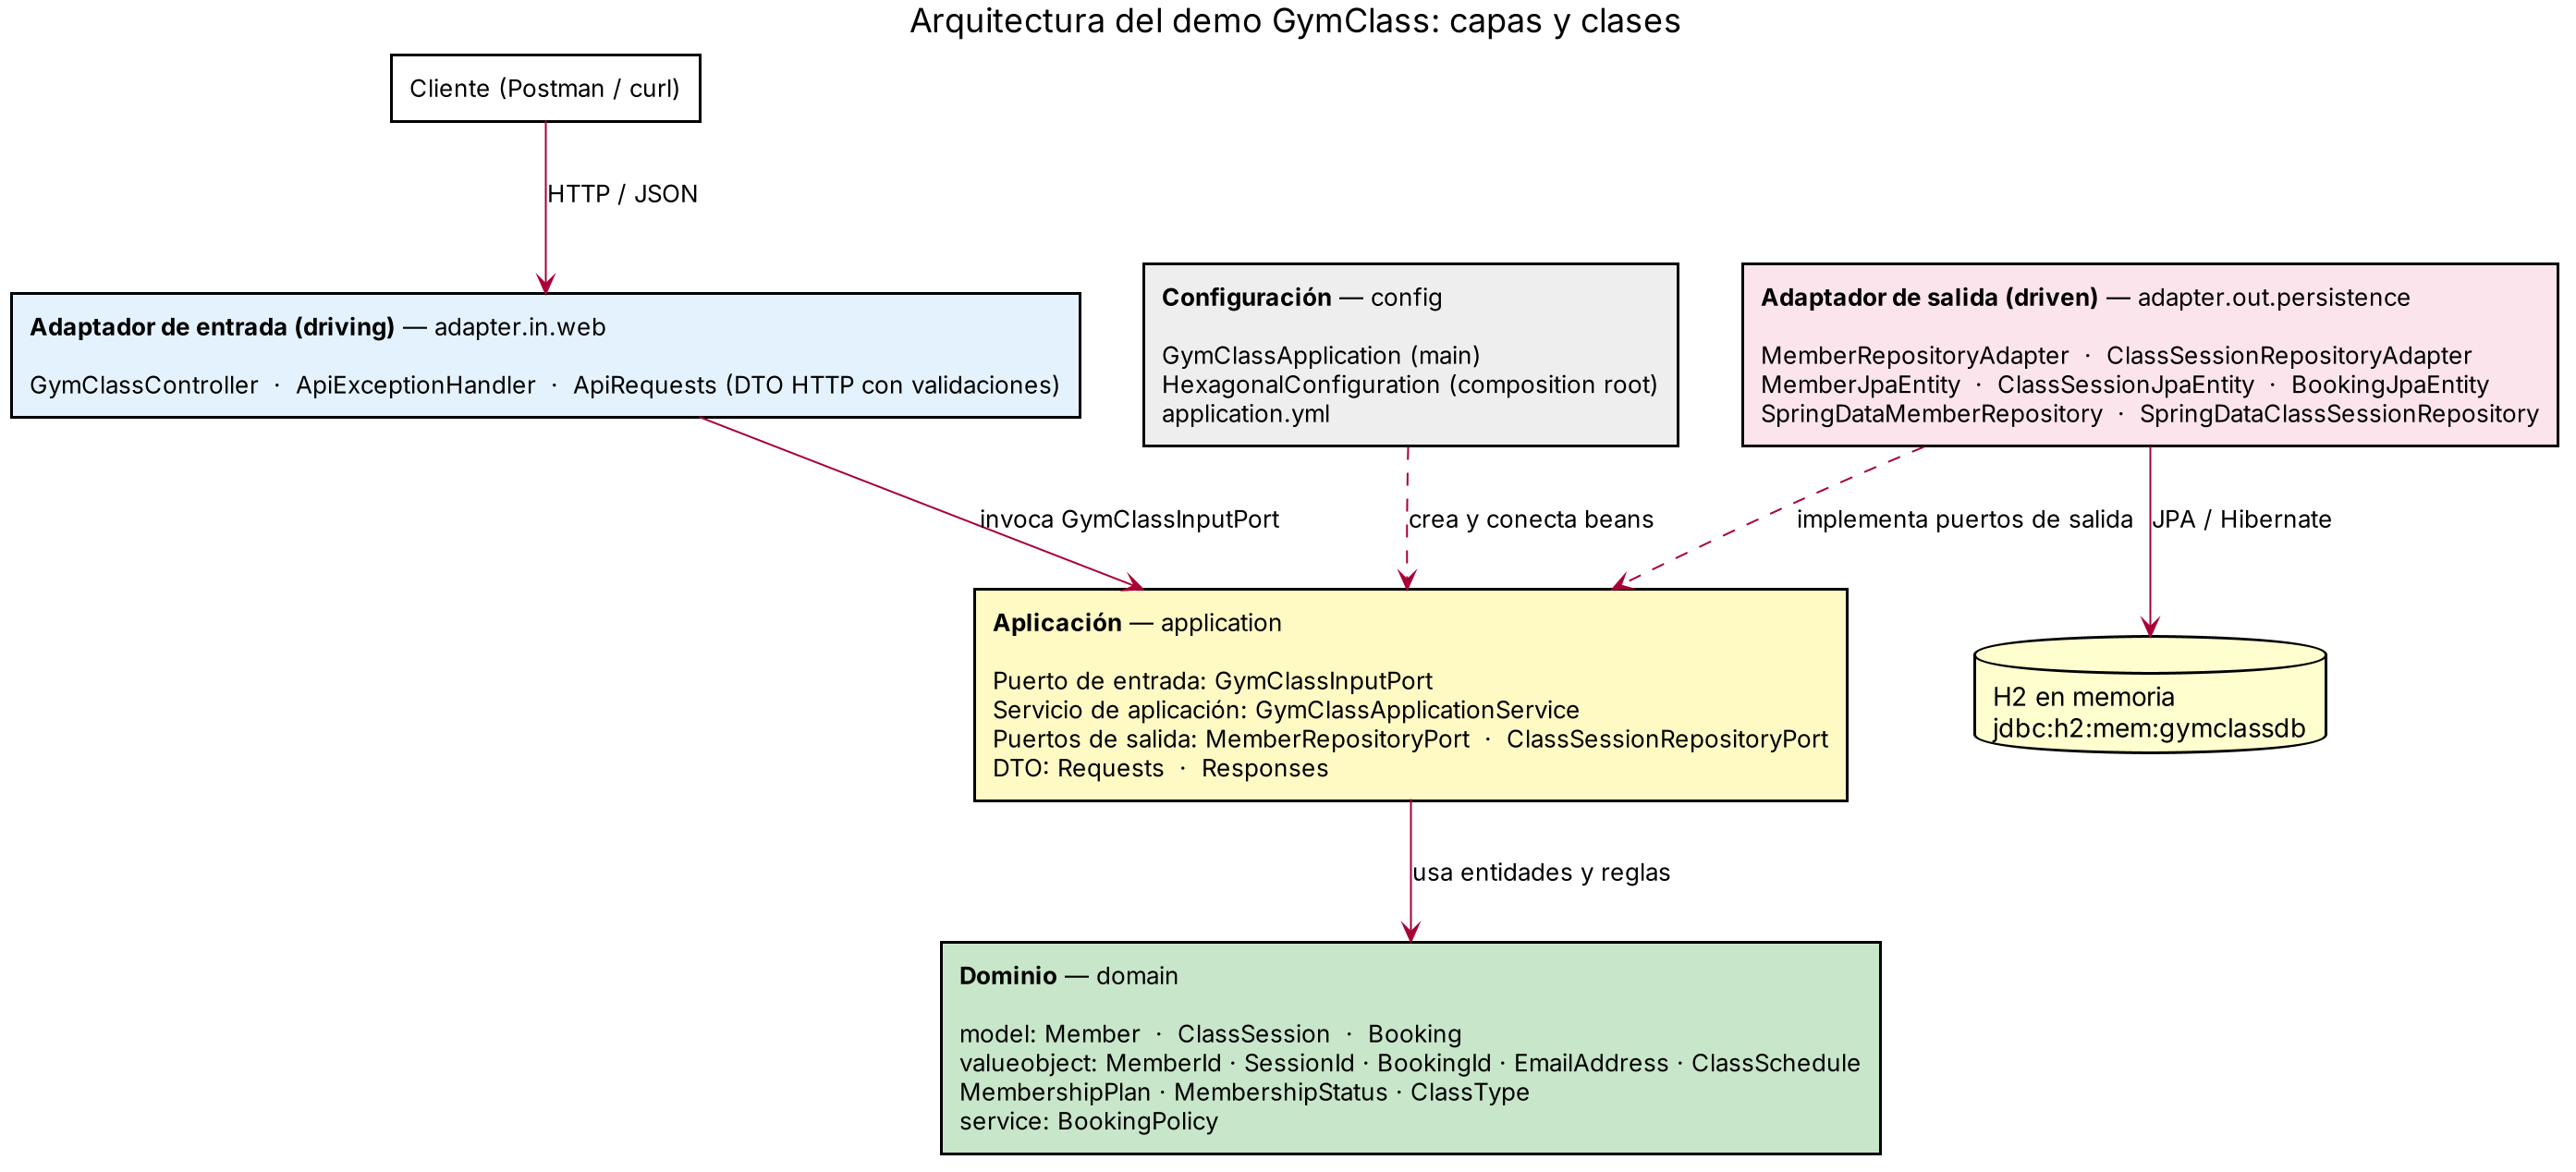 Arquitectura del demo GymClass: capas y clases
Cliente (Postman / curl)
HTTP / JSON
Adaptador de entrada (driving) — adapter.in.web
GymClassController · ApiExceptionHandler · ApiRequests (DTO HTTP con validaciones)
Configuración — config
GymClassApplication (main)
HexagonalConfiguration (composition root)
application.yml
Adaptador de salida (driven) — adapter.out.persistence
MemberRepositoryAdapter · ClassSessionRepositoryAdapter
MemberJpaEntity · ClassSessionJpaEntity · BookingJpaEntity
SpringDataMemberRepository · SpringDataClassSessionRepository
invoca GymClassInputPort
crea y conecta beans
implementa puertos de salida
JPA / Hibernate
Aplicación — application
Puerto de entrada: GymClassInputPort
Servicio de aplicación: GymClassApplicationService
Puertos de salida: MemberRepositoryPort · ClassSessionRepositoryPort
DTO: Requests · Responses
H2 en memoria
jdbc:h2:mem:gymclassdb
usa entidades y reglas
Dominio — domain
model: Member · ClassSession · Booking
valueobject: MemberId · SessionId · BookingId · EmailAddress · ClassSchedule
MembershipPlan · MembershipStatus · ClassType
service: BookingPolicy